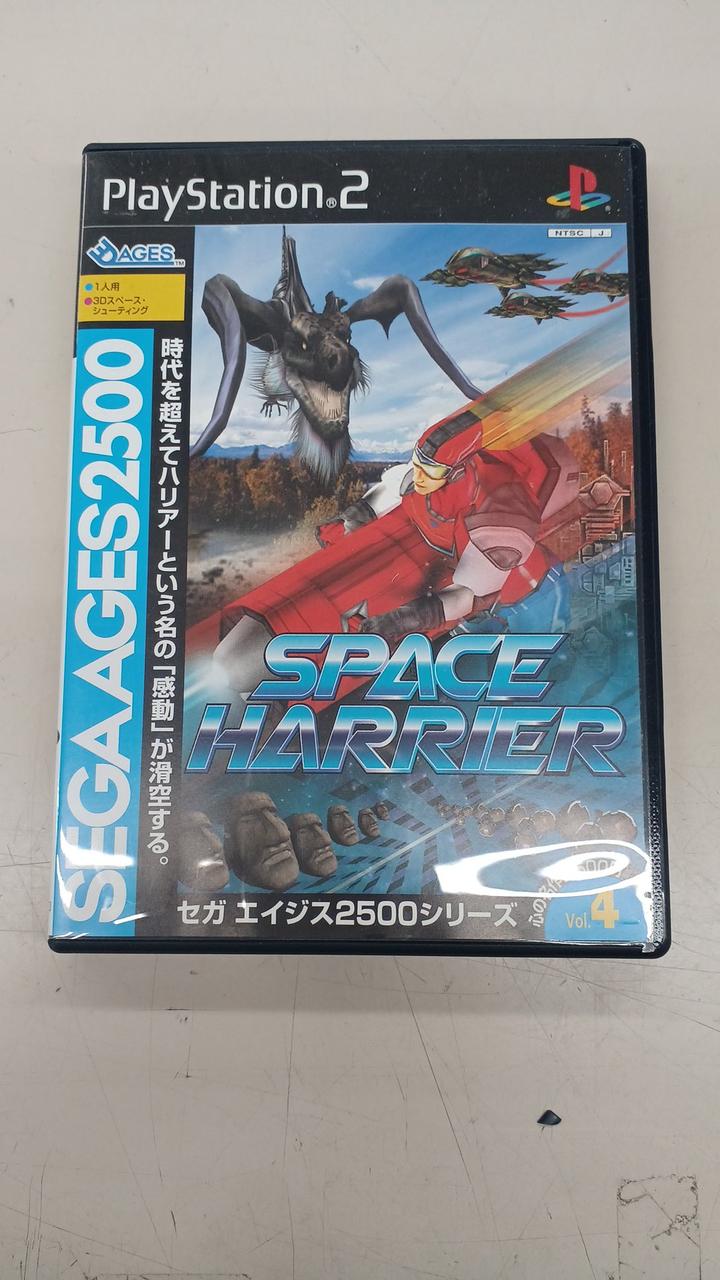 PlayStation®2
NTSC J
3D AGES™
1人用
3Dスペース・
シューティング
SEGA AGES 2500
時代を超えてハリアーという名の「感動」が滑空する。
SPACE
HARRIER
セガ エイジス2500シリーズ
Vol.4